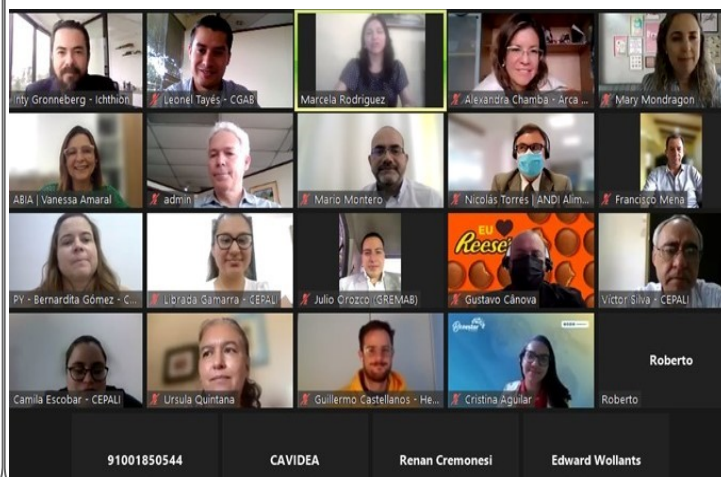 Inty Gronneberg - Ichthion
Leonel Tayés - CGAB
Marcela Rodriguez
Alexandra Chamba - Arca ...
Mary Mondragon
ABIA | Vanessa Amaral
admin
Mario Montero
Nicolás Torres | ANDI Alim...
Francisco Mena
EU
Reese's
PY - Bernardita Gómez - C...
Librada Gamarra - CEPALI
Julio Orozco (GREMAB)
Gustavo Cânova
Víctor Silva - CEPALI
Camila Escobar - CEPALI
Ursula Quintana
Guillermo Castellanos - He...
Cristina Aguilar
Roberto
Roberto
91001850544
CAVIDEA
Renan Cremonesi
Edward Wollants